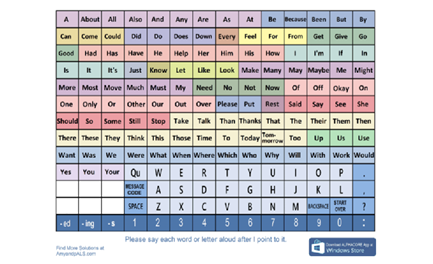 A About All Also And Any Are As At Be Because Been But By
Can Come Could Did Do Does Down Every Feel For From Get Give Go
Good Had Has Have He Help Her Him His How I I'm If In
Is It It's Just Know Let Like Look Make Many May Maybe Me Might
More Most Move Much Must My Need No Not Now Of Off Okay On
One Only Or Other Our Out Over Please Put Rest Said Say See She
Should So Some Still Stop Take Talk Than Thanks That The Their Them Then
There These They Think This Those Time To Today Tom-morrow Too Up Us Use
Want Was We Were What When Where Which Who Why Will With Work Would
Yes You Your Qu W E R T Y U I O P .
MESSAGE CODE A S D F G H J K L ,
SPACE Z X C V B N M BACKSPACE START OVER ?
- ed - ing - s 1 2 3 4 5 6 7 8 9 0 :
Please say each word or letter aloud after I point to it.
Find More Solutions at
AmyandpALS.com
Windows Store